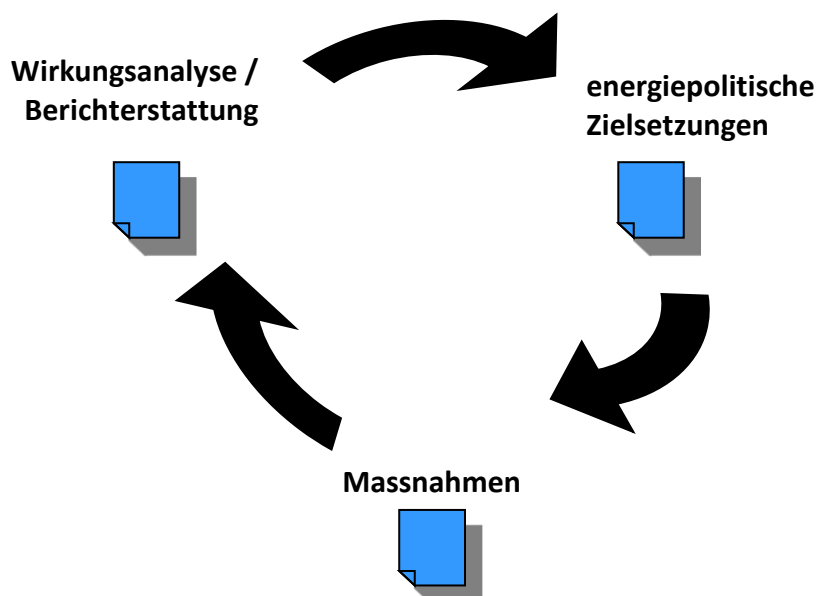 Wirkungsanalyse /
Berichterstattung
energiepolitische
Zielsetzungen
Massnahmen